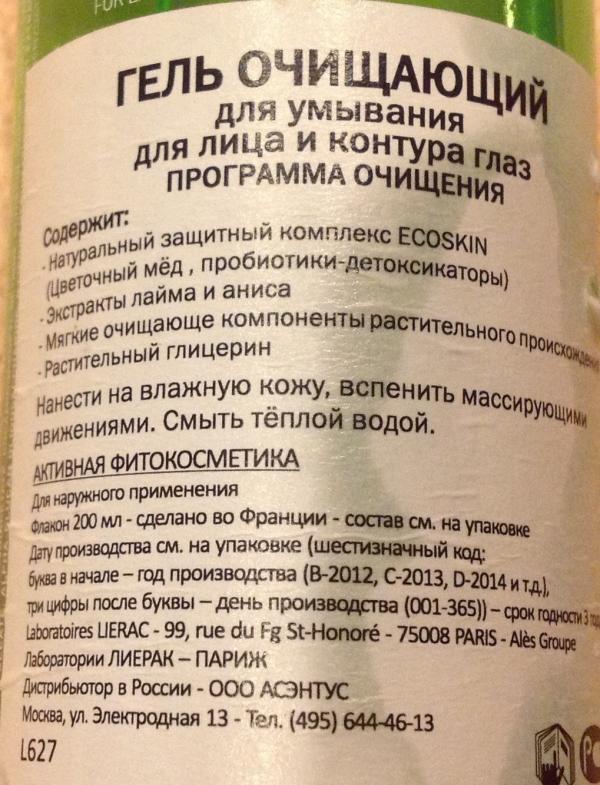 ГЕЛЬ ОЧИЩАЮЩИЙ
для умывания
для лица и контура глаз
ПРОГРАММА ОЧИЩЕНИЯ
Содержит:
- Натуральный защитный комплекс ECOSKIN
(Цветочный мёд , пробиотики-детоксикаторы)
- Экстракты лайма и аниса
- Мягкие очищающе компоненты растительного происхождения
- Растительный глицерин
Нанести на влажную кожу, вспенить массирующими
движениями. Смыть тёплой водой.
АКТИВНАЯ ФИТОКОСМЕТИКА
Для наружного применения
Флакон 200 мл - сделано во Франции - состав см. на упаковке
Дату производства см. на упаковке (шестизначный код:
буква в начале – год производства (B-2012, C-2013, D-2014 и т.д.),
три цифры после буквы – день производства (001-365)) – срок годности 3 года
Laboratoires LIERAC - 99, rue du Fg St-Honoré - 75008 PARIS - Alès Groupe
Лаборатории ЛИЕРАК – ПАРИЖ
Дистрибьютор в России - ООО АСЭНТУС
Москва, ул. Электродная 13 - Тел. (495) 644-46-13
L627